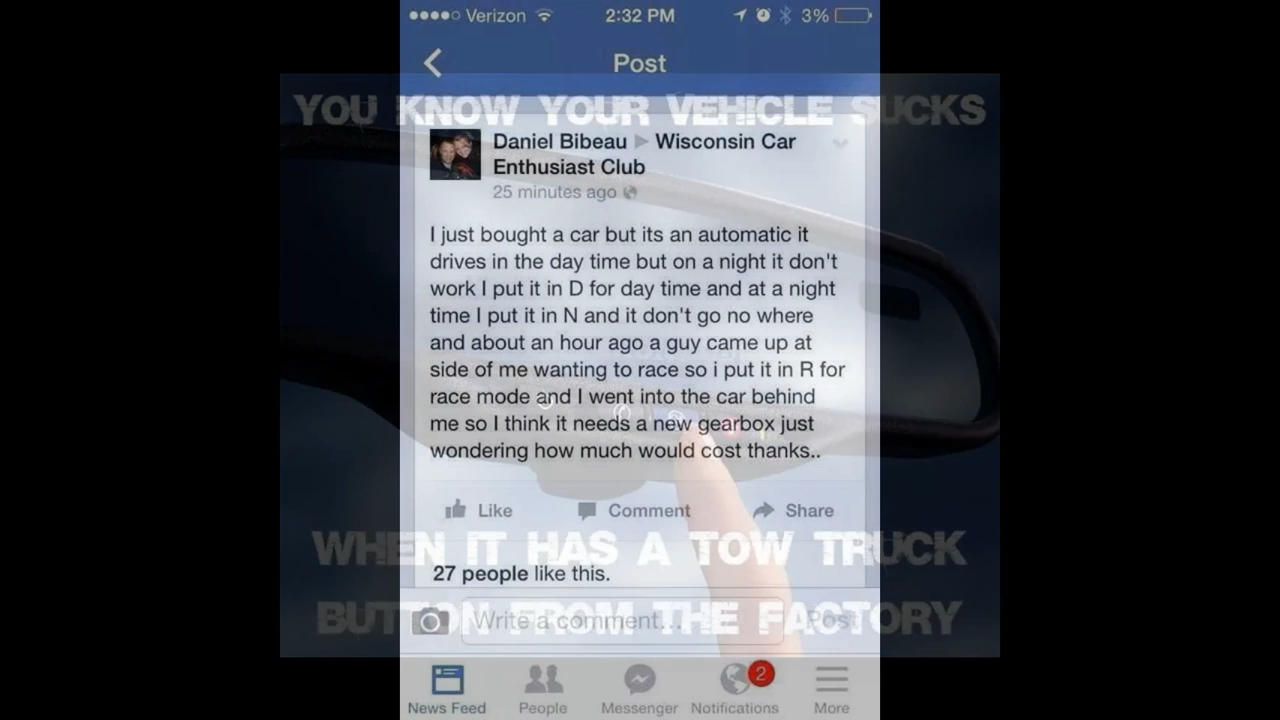 Verizon 2:32 PM 3%
Post
YOU KNOW YOUR VEHICLE SUCKS
Daniel Bibeau Wisconsin Car
Enthusiast Club
25 minutes ago
I just bought a car but its an automatic it
drives in the day time but on a night it don't
work I put it in D for day time and at a night
time I put it in N and it don't go no where
and about an hour ago a guy came up at
side of me wanting to race so i put it in R for
race mode and I went into the car behind
me so I think it needs a new gearbox just
wondering how much would cost thanks..
Like Comment Share
WHEN IT HAS A TOW TRUCK
27 people like this.
BUTTON FROM THE FACTORY
Write a comment... Post
2
News Feed People Messenger Notifications More